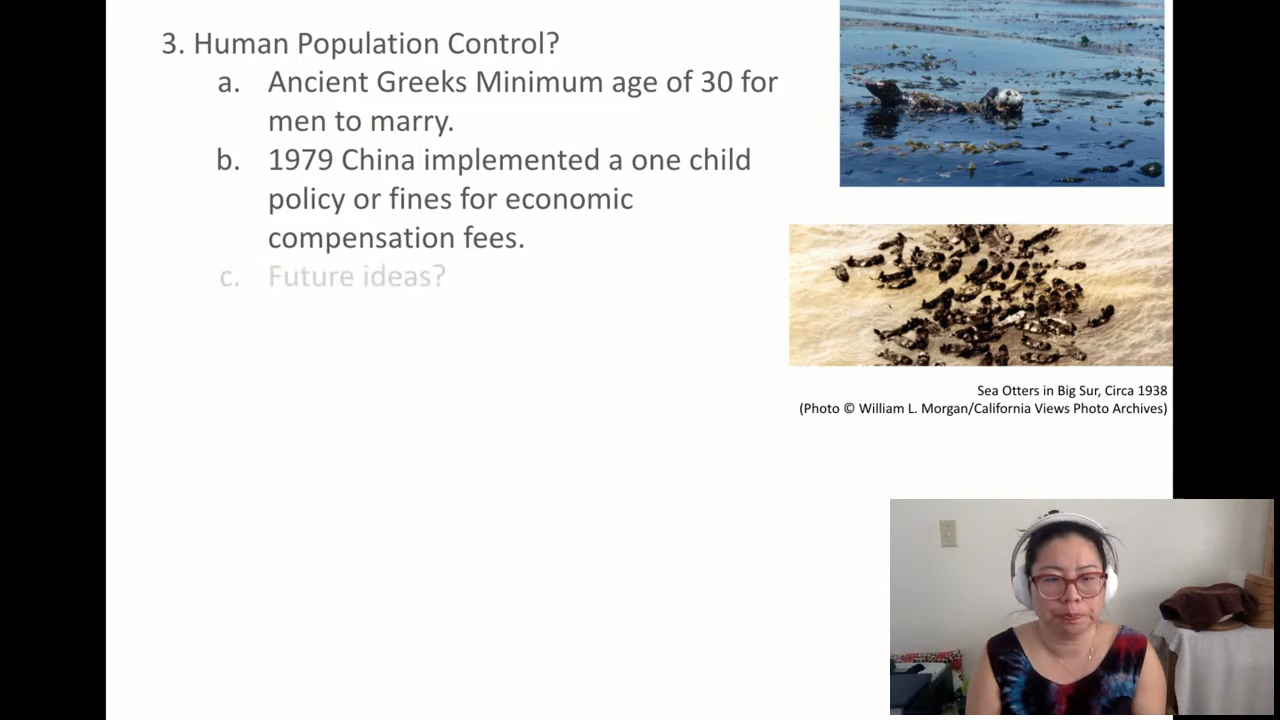 3. Human Population Control?
a. Ancient Greeks Minimum age of 30 for
men to marry.
b. 1979 China implemented a one child
policy or fines for economic
compensation fees.
c. Future ideas?
Sea Otters in Big Sur, Circa 1938
(Photo © William L. Morgan/California Views Photo Archives)